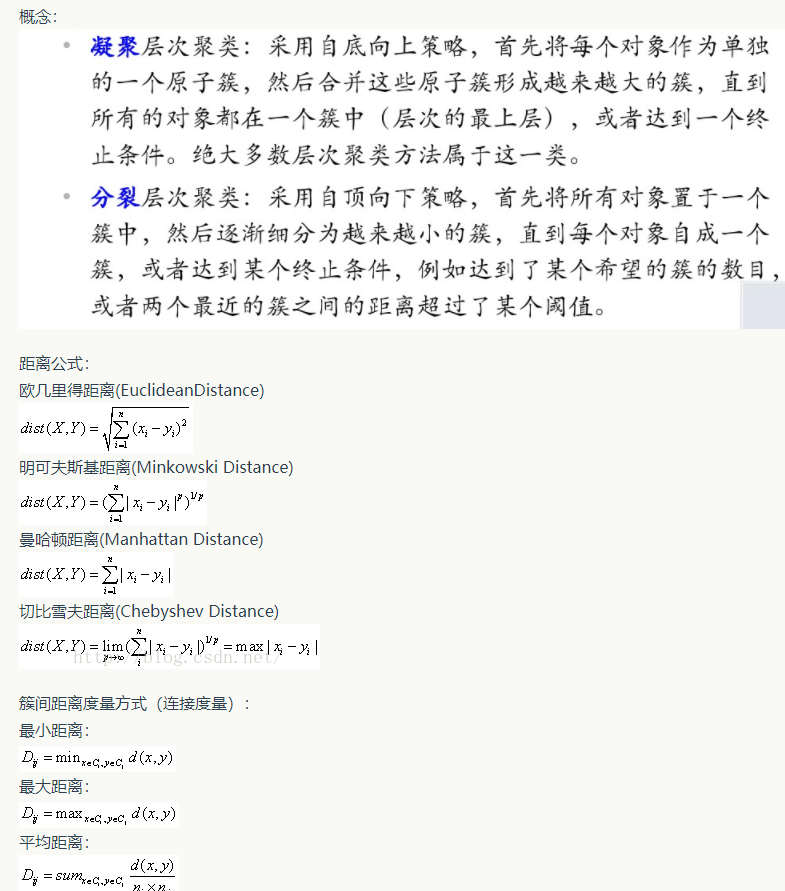 概念：
• 凝聚层次聚类：采用自底向上策略，首先将每个对象作为单独
的一个原子簇，然后合并这些原子簇形成越来越大的簇，直到
所有的对象都在一个簇中（层次的最上层），或者达到一个终
止条件。绝大多数层次聚类方法属于这一类。
• 分裂层次聚类：采用自顶向下策略，首先将所有对象置于一个
簇中，然后逐渐细分为越来越小的簇，直到每个对象自成一个
簇，或者达到某个终止条件，例如达到了某个希望的簇的数目，
或者两个最近的簇之间的距离超过了某个阈值。
距离公式：
欧几里得距离(EuclideanDistance)
dist(X,Y) = √(∑_{i=1}^{n} (x_i − y_i)^2)
明可夫斯基距离(Minkowski Distance)
dist(X,Y) = (∑_{i=1}^{n} | x_i − y_i |^p)^{1/p}
曼哈顿距离(Manhattan Distance)
dist(X,Y) = ∑_{i=1}^{n} | x_i − y_i |
切比雪夫距离(Chebyshev Distance)
dist(X,Y) = lim_{p→∞} (∑_{i}^{n} | x_i − y_i |)^{1/p} = max | x_i − y_i |
http://blog.csdn.net/
簇间距离度量方式（连接度量）：
最小距离：
D_{ij} = min_{x∈C_i, y∈C_j} d(x,y)
最大距离：
D_{ij} = max_{x∈C_i, y∈C_j} d(x,y)
平均距离：
D_{ij} = sum_{x∈C_i, y∈C_j} d(x,y) / n_i × n_j